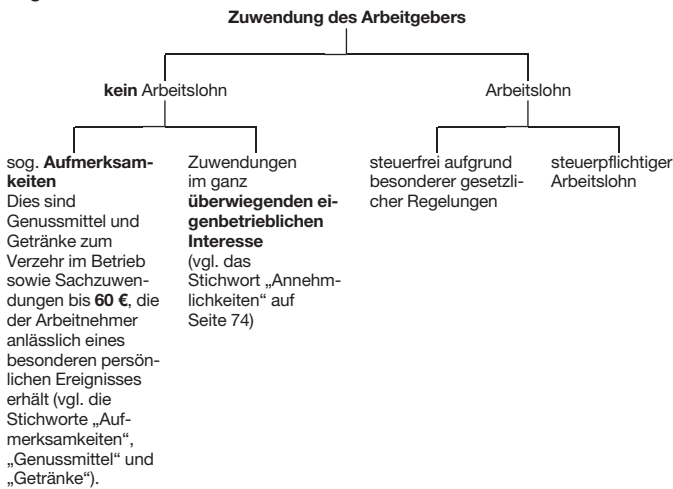 Zuwendung des Arbeitgebers
kein Arbeitslohn
Arbeitslohn
sog. Aufmerksam-
keiten
Dies sind
Genussmittel und
Getränke zum
Verzehr im Betrieb
sowie Sachzuwen-
dungen bis 60 €, die
der Arbeitnehmer
anlässlich eines
besonderen persön-
lichen Ereignisses
erhält (vgl. die
Stichworte „Auf-
merksamkeiten“,
„Genussmittel“ und
„Getränke“).
Zuwendungen
im ganz
überwiegenden ei-
genbetrieblichen
Interesse
(vgl. das
Stichwort „Annehm-
lichkeiten“ auf
Seite 74)
steuerfrei aufgrund
besonderer gesetzli-
cher Regelungen
steuerpflichtiger
Arbeitslohn